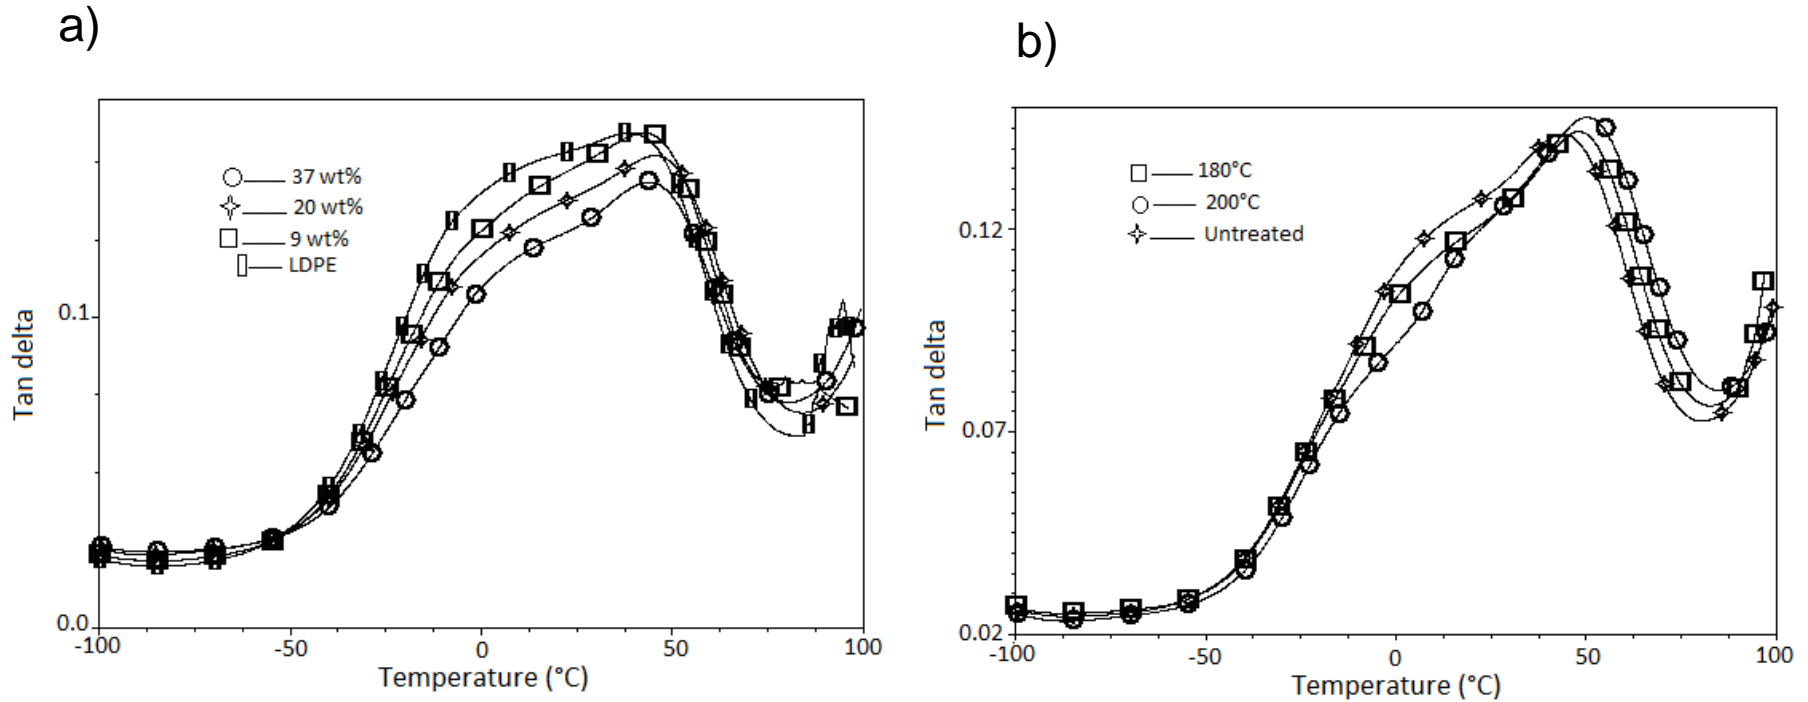 a)
37 wt%
20 wt%
9 wt%
LDPE
0.1
0.0
Tan delta
-100
-50
0
50
100
Temperature (°C)
b)
180°C
200°C
Untreated
0.12
0.07
0.02
Tan delta
-100
-50
0
50
100
Temperature (°C)